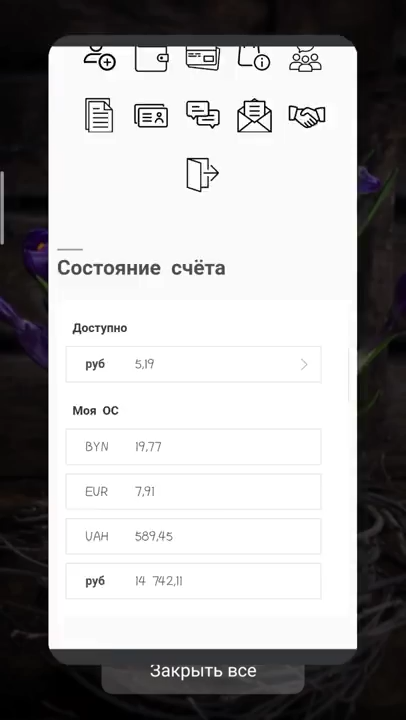 Состояние счёта
Доступно
руб 5,19
Моя ОС
BYN 19,77
EUR 7,91
UAH 589,45
руб 14 742,11
Закрыть все